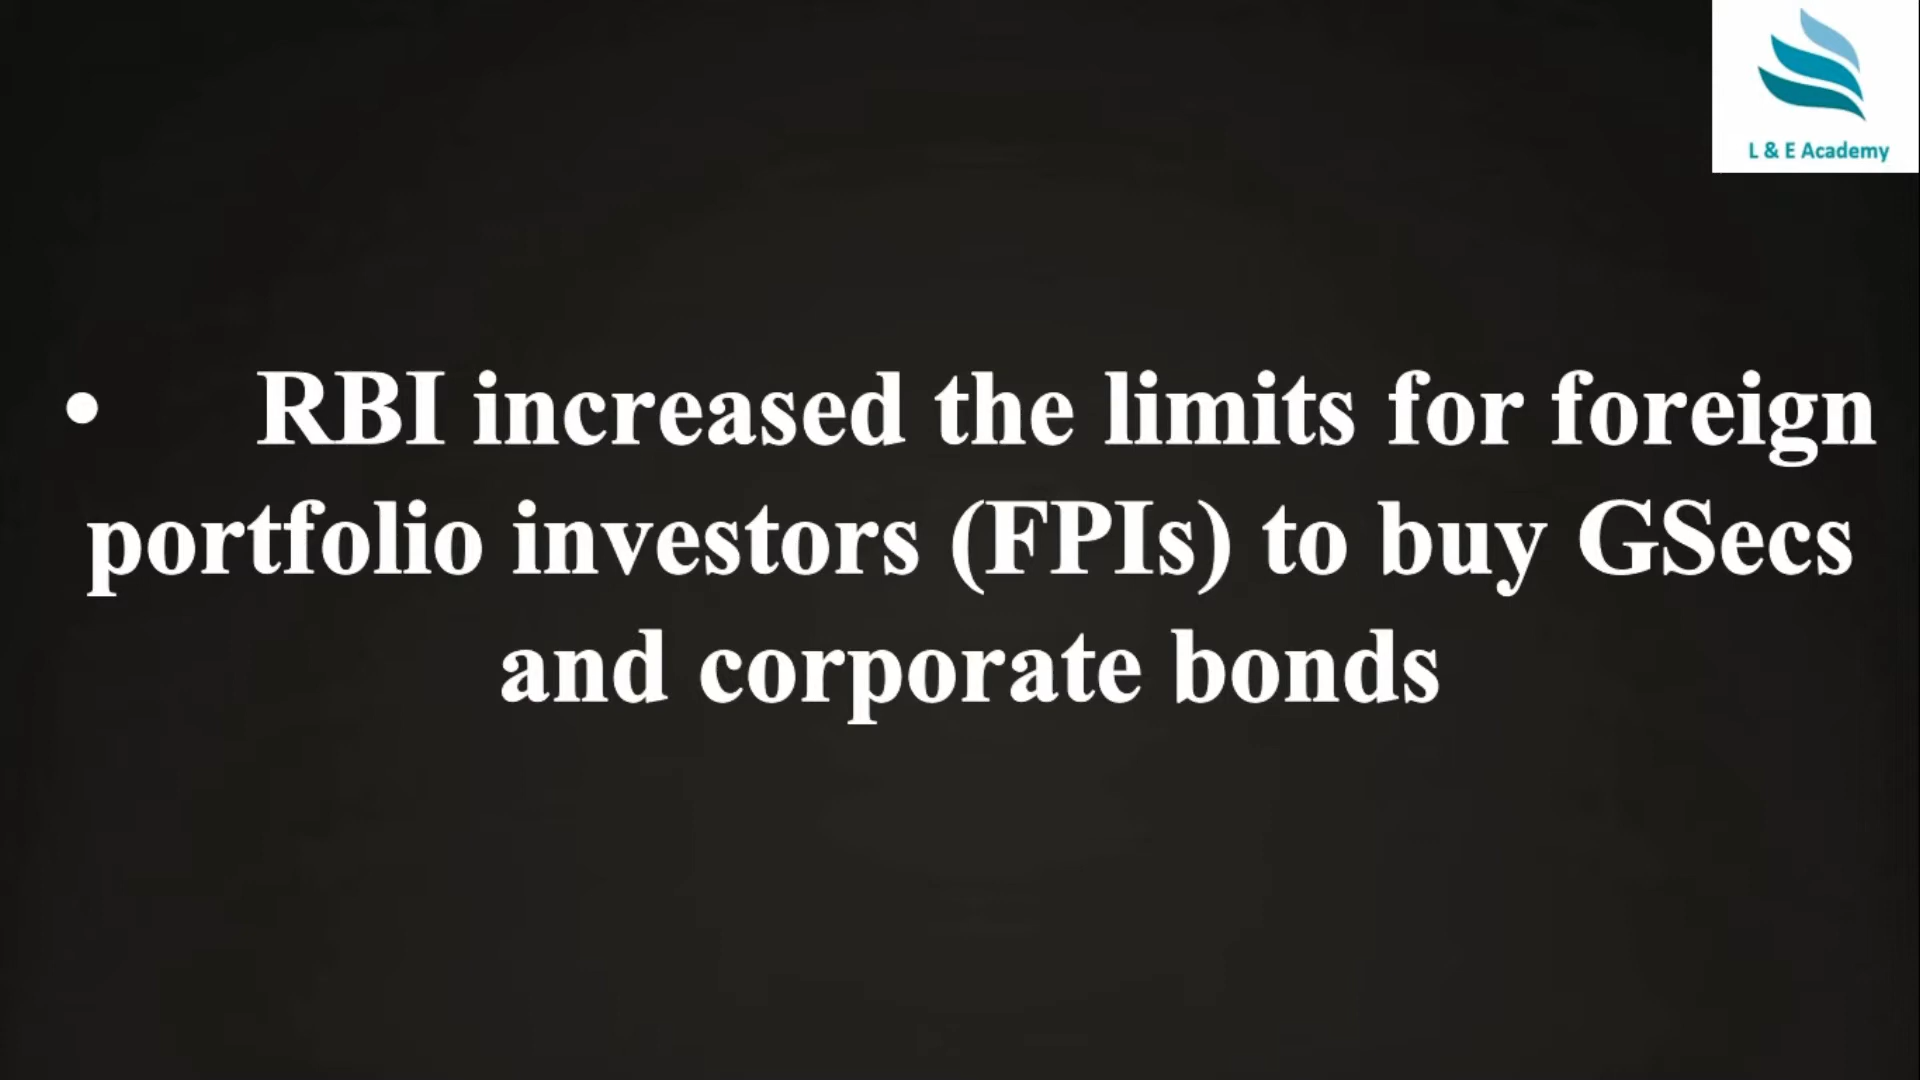 L & E Academy
• RBI increased the limits for foreign
portfolio investors (FPIs) to buy GSecs
and corporate bonds